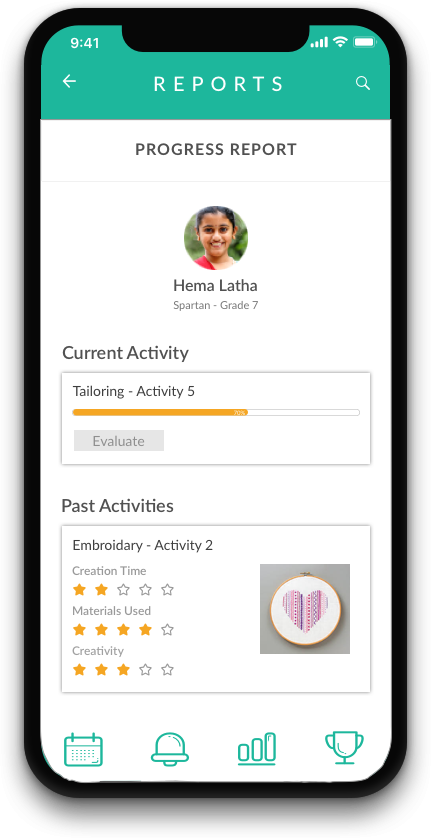 9:41
REPORTS
PROGRESS REPORT
Hema Latha
Spartan - Grade 7
Current Activity
Tailoring - Activity 5
70%
Evaluate
Past Activities
Embroidary - Activity 2
Creation Time
Materials Used
Creativity